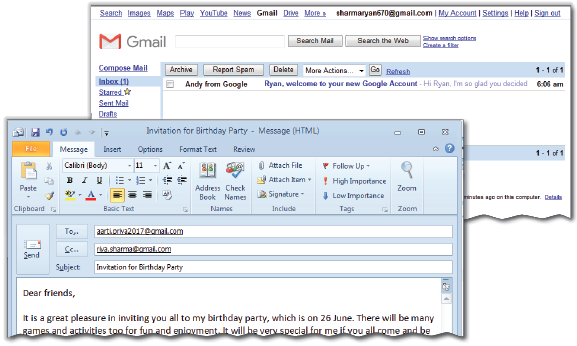 Search Images Maps Play YouTube News Gmail Drive More » sharmaryan670@gmail.com | My Account | Settings | Help | Sign out
Gmail Search Mail Search the Web Show search options
Create a filter
Compose Mail Archive Report Spam Delete More Actions... Go Refresh 1 - 1 of 1
Inbox (1) Andy from Google Ryan, welcome to your new Google Account - Hi Ryan, I'm so glad you decided 6:06 am
Starred
Sent Mail
Drafts
1 - 1 of 1
minutes ago on this computer. Details
Invitation for Birthday Party - Message (HTML)
File Message Insert Options Format Text Review
Paste Calibri (Body) 11 A A Address Book Check Names Attach File Follow Up Zoom
B I U Attach Item High Importance
ab A Signature Low Importance
Clipboard Basic Text Names Include Tags Zoom
Send To... aarti.priya2017@gmail.com
Cc... riya.sharma@gmail.com
Subject: Invitation for Birthday Party
Dear friends,
It is a great pleasure in inviting you all to my birthday party, which is on 26 June. There will be many
games and activities too for fun and enjoyment. It will be very special for me if you all come and be